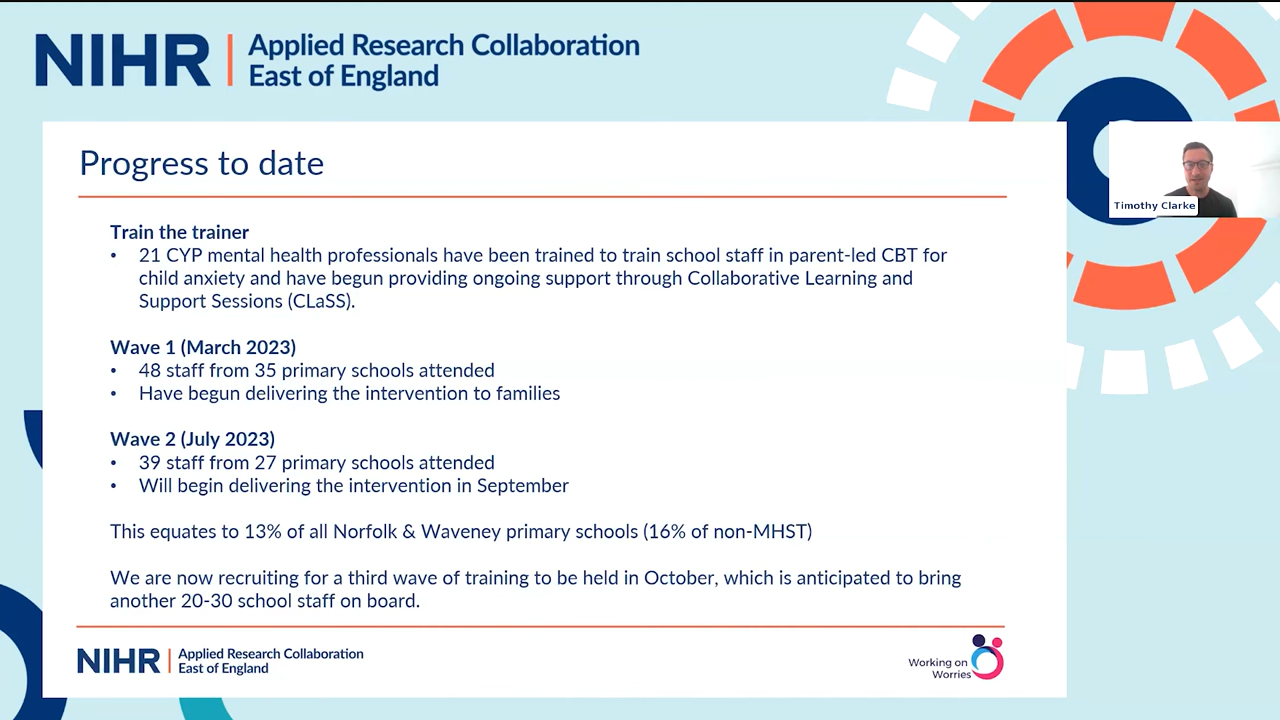 NIHR | Applied Research Collaboration
East of England
Timothy Clarke
Progress to date
Train the trainer
• 21 CYP mental health professionals have been trained to train school staff in parent-led CBT for
child anxiety and have begun providing ongoing support through Collaborative Learning and
Support Sessions (CLaSS).
Wave 1 (March 2023)
• 48 staff from 35 primary schools attended
• Have begun delivering the intervention to families
Wave 2 (July 2023)
• 39 staff from 27 primary schools attended
• Will begin delivering the intervention in September
This equates to 13% of all Norfolk & Waveney primary schools (16% of non-MHST)
We are now recruiting for a third wave of training to be held in October, which is anticipated to bring
another 20-30 school staff on board.
NIHR | Applied Research Collaboration
East of England
Working on
Worries